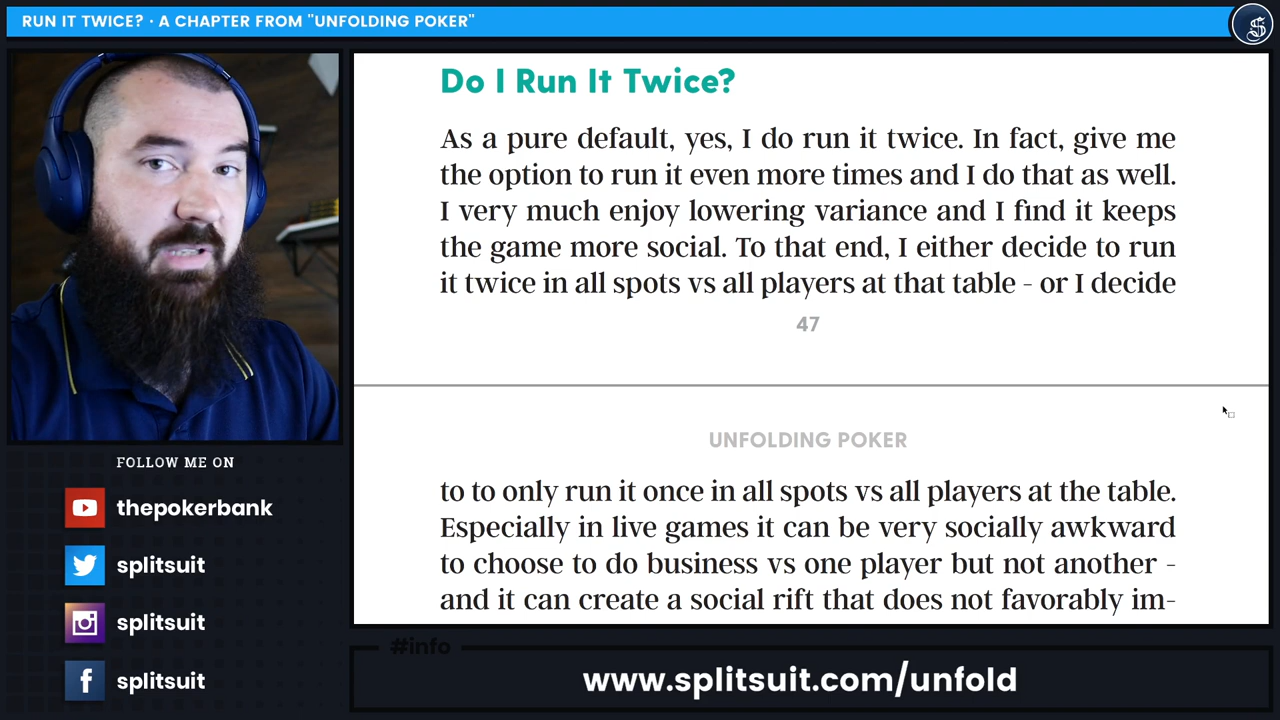 RUN IT TWICE? · A CHAPTER FROM "UNFOLDING POKER"
S
Do I Run It Twice?
As a pure default, yes, I do run it twice. In fact, give me
the option to run it even more times and I do that as well.
I very much enjoy lowering variance and I find it keeps
the game more social. To that end, I either decide to run
it twice in all spots vs all players at that table - or I decide
47
UNFOLDING POKER
to to only run it once in all spots vs all players at the table.
Especially in live games it can be very socially awkward
to choose to do business vs one player but not another -
and it can create a social rift that does not favorably im-
FOLLOW ME ON
thepokerbank
splitsuit
splitsuit
splitsuit
#info
www.splitsuit.com/unfold